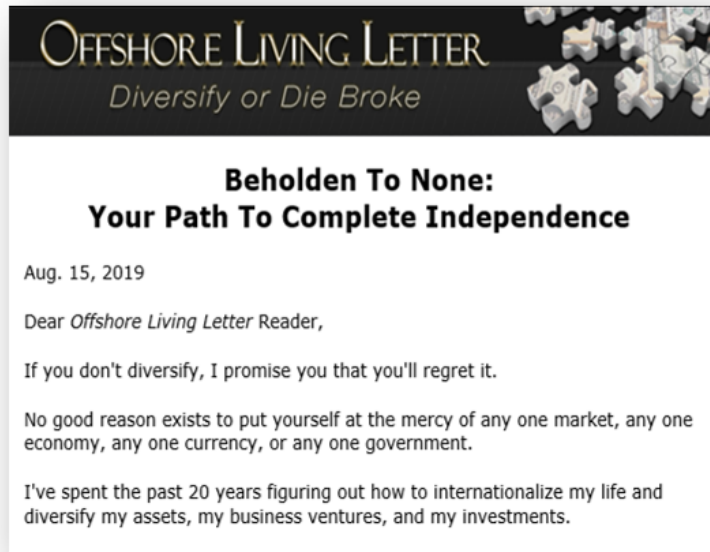 OFFSHORE LIVING LETTER
Diversify or Die Broke
Beholden To None:
Your Path To Complete Independence
Aug. 15, 2019
Dear Offshore Living Letter Reader,
If you don't diversify, I promise you that you'll regret it.
No good reason exists to put yourself at the mercy of any one market, any one
economy, any one currency, or any one government.
I've spent the past 20 years figuring out how to internationalize my life and
diversify my assets, my business ventures, and my investments.